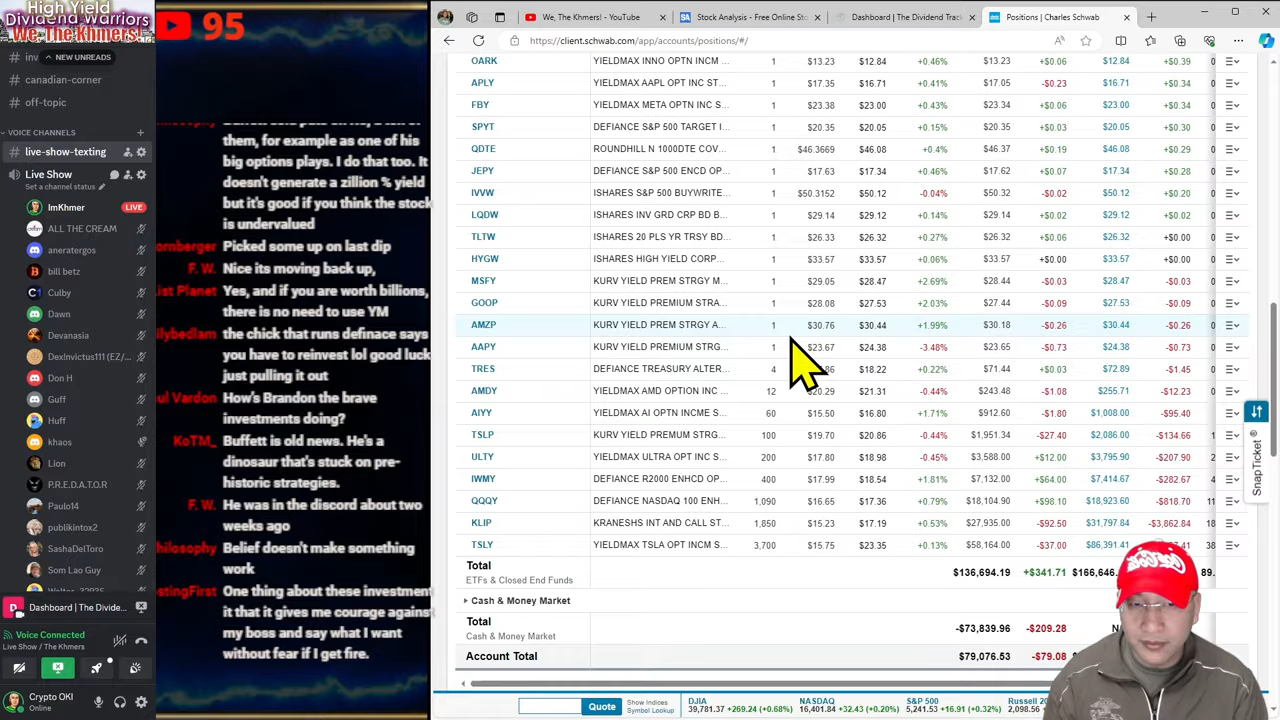 High Yield
Dividend Warriors
We, The Khmers!
NEW UNREADS
canadian-corner
off-topic
VOICE CHANNELS
live-show-texting
Live Show
Set a channel status
ImKhmer LIVE
ALL THE CREAM
aneratergos
bill betz
Culby
Dawn
Devanasia
Dex!nvictus111 (EZ/...
Don H
Guff
Huff
khaos
Lion
P.R.E.D.A.T.O.R
Paulo14
publikintox2
SashaDelToro
Som Lao Guy
Dashboard | The Divide...
Voice Connected
Live Show / The Khmers
Crypto OKI
Online
95
them, for example as one of his
big options plays. I do that too. It
doesn't generate a zillion % yield
but it's good if you think the stock
is undervalued
Picked some up on last dip
F. W. Nice its moving back up,
Yes, and if you are worth billions,
there is no need to use YM
the chick that runs definace says
you have to reinvest lol good luck
just pulling it out
How's Brandon the brave
investments doing?
KoTM_ Buffett is old news. He's a
dinosaur that's stuck on pre-
historic strategies.
F. W. He was in the discord about two
weeks ago
Belief doesn't make something
work
One thing about these investment
it that it gives me courage against
my boss and say what I want
without fear if I get fire.
We, The Khmers! - YouTube
Stock Analysis - Free Online Sto
Dashboard | The Dividend Track
Positions | Charles Schwab
https://client.schwab.com/app/accounts/positions/#/
OARK YIELDMAX INNO OPTN INCM ... 1 $13.23 $12.84 +0.46% $13.23 +$0.06 $12.84 +$0.39
APLY YIELDMAX AAPL OPT INC ST... 1 $17.35 $16.71 +0.41% $17.05 -$0.23 $16.71 +$0.34
FBY YIELDMAX META OPTN INC S... 1 $23.38 $23.00 +0.43% $23.34 +$0.06 $23.00 +$0.34
SPYT DEFIANCE S&P 500 TARGET I... 1 $20.35 $20.05 +0.15% $20.35 +$0.03 $20.05 +$0.30
QDTE ROUNDHILL N 1000DTE COV... 1 $46.3669 $46.08 +0.4% $46.37 +$0.19 $46.08 +$0.29
JEPY DEFIANCE S&P 500 ENCD OP... 1 $17.63 $17.34 +0.46% $17.62 +$0.07 $17.34 +$0.28
IVVW ISHARES S&P 500 BUYWRITE... 1 $50.3152 $50.12 -0.04% $50.32 -$0.02 $50.12 +$0.20
LQDW ISHARES INV GRD CRP BD B... 1 $29.14 $29.12 +0.14% $29.14 +$0.02 $29.12 +$0.02
TLTW ISHARES 20 PLS YR TRSY BD... 1 $26.33 $26.32 +0.27% $26.32 +$0.02 $26.32 +$0.00
HYGW ISHARES HIGH YIELD CORP... 1 $33.57 $33.57 +0.06% $33.57 +$0.00 $33.57 +$0.00
MSFY KURV YIELD PREM STRGY M... 1 $29.05 $28.47 +2.69% $28.44 -$0.03 $28.47 -$0.03
GOOP KURV YIELD PREMIUM STRA... 1 $28.08 $27.53 +2.03% $27.44 -$0.09 $27.53 -$0.09
AMZP KURV YIELD PREM STRGY A... 1 $30.76 $30.44 +1.99% $30.18 -$0.26 $30.44 -$0.26
AAPY KURV YIELD PREMIUM STRG... 1 $23.67 $24.38 -3.48% $23.65 -$0.73 $24.38 -$0.73
TRES DEFIANCE TREASURY ALTER... 4 $18.22 +0.22% $71.44 +$0.03 $72.89 -$1.45
AMDY YIELDMAX AMD OPTION INC ... 12 $20.29 $21.31 -0.44% $243.48 -$1.08 $255.71 -$12.23
AIYY YIELDMAX AI OPTN INCME S... 60 $15.50 $16.80 +1.71% $912.60 -$1.80 $1,008.00 -$95.40
TSLP KURV YIELD PREMUM STRG... 100 $19.70 $20.86 -0.44% $1,951.34 -$27.40 $2,086.00 -$134.66
ULTY YIELDMAX ULTRA OPT INC S... 200 $17.80 $18.98 -0.45% $3,588.00 +$12.00 $3,795.90 -$207.90
IWMY DEFIANCE R2000 ENHCD OP... 400 $17.99 $18.54 +1.81% $7,132.00 +$64.00 $7,414.67 -$282.67
QQQY DEFIANCE NASDAQ 100 ENH... 1,090 $16.65 $17.36 +0.79% $18,104.90 +$98.10 $18,923.60 -$818.70
KLIP KRANESHS INT AND CALL ST... 1,850 $15.23 $17.19 +0.53% $27,935.00 -$92.50 $31,797.84 -$3,862.84
TSLY YIELDMAX TSLA OPT INCM S... 3,700 $15.75 $23.35 +0.13% $58,164.00 -$37.00 $86,391.41
Total $136,694.19 +$341.71 $166,646.
ETFs & Closed End Funds
Cash & Money Market
Total -$73,839.96 -$209.28
Cash & Money Market
Account Total $79,076.53 -$79.08
SnapTicket®
Quote
Show Indices
Symbol Lookup
DJIA
39,781.37 +269.24 (+0.68%)
NASDAQ
16,401.84 +32.43 (+0.20%)
S&P 500
5,241.53 +16.91 (+0.32%)
Russell
2,098.56